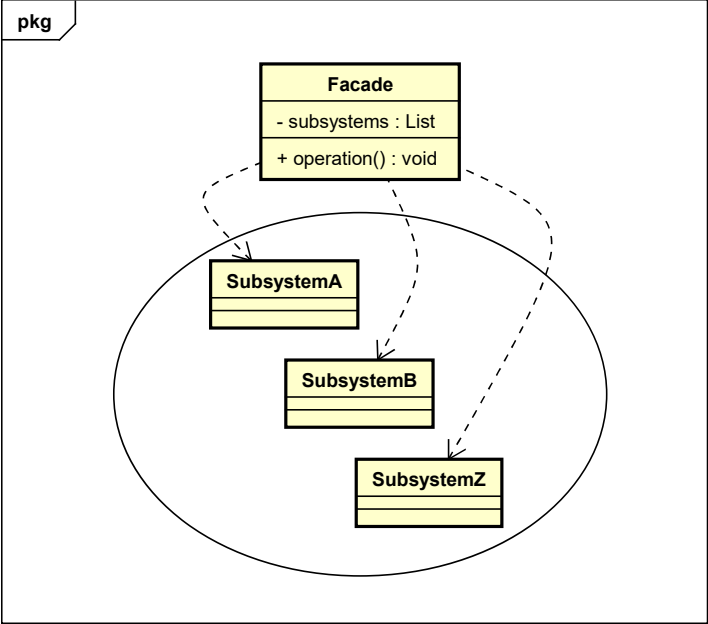 pkg
Facade
- subsystems : List
+ operation() : void
SubsystemA
SubsystemB
SubsystemZ